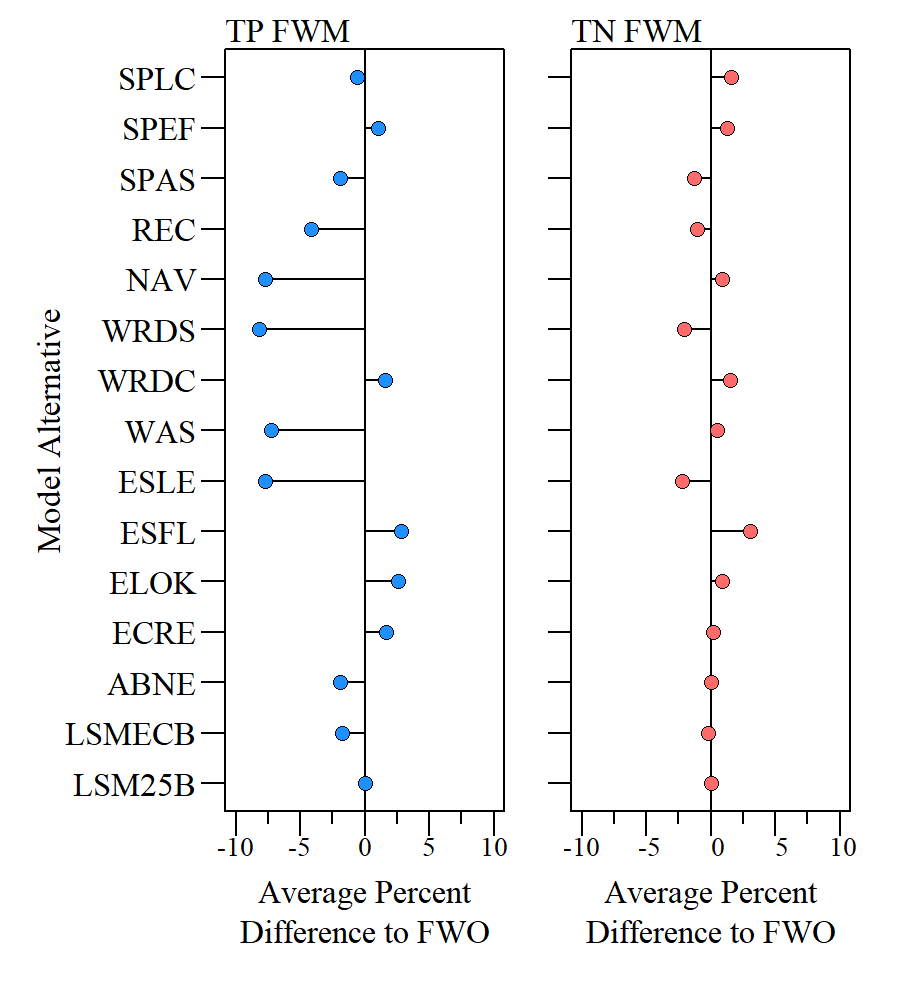 TP FWM
TN FWM
SPLC
SPEF
SPAS
REC
NAV
WRDS
WRDC
WAS
ESLE
ESFL
ELOK
ECRE
ABNE
LSMECB
LSM25B
Model Alternative
-10 -5 0 5 10
-10 -5 0 5 10
Average Percent
Difference to FWO
Average Percent
Difference to FWO